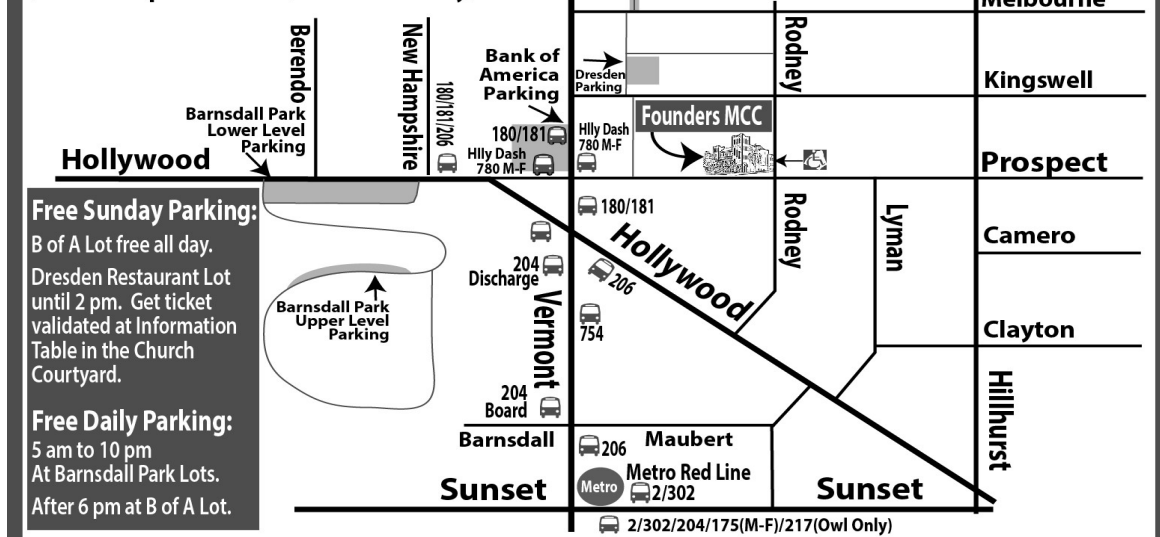 Melbourne
Berendo
New Hampshire
180/181/206
Bank of
America
Parking
Dresden
Parking
Rodney
Kingswell
Barnsdall Park
Lower Level
Parking
180/181
Hlly Dash
780 M-F
Hlly Dash
780 M-F
Founders MCC
Hollywood
Prospect
Free Sunday Parking:
B of A Lot free all day.
Dresden Restaurant Lot
until 2 pm. Get ticket
validated at Information
Table in the Church
Courtyard.
Free Daily Parking:
5 am to 10 pm
At Barnsdall Park Lots.
After 6 pm at B of A Lot.
180/181
Hollywood
Rodney
Lyman
Camero
204
Discharge
206
Barnsdall Park
Upper Level
Parking
Vermont
754
Clayton
204
Board
Hillhurst
Barnsdall
206
Maubert
Metro
Metro Red Line
2/302
Sunset
Sunset
2/302/204/175(M-F)/217(Owl Only)